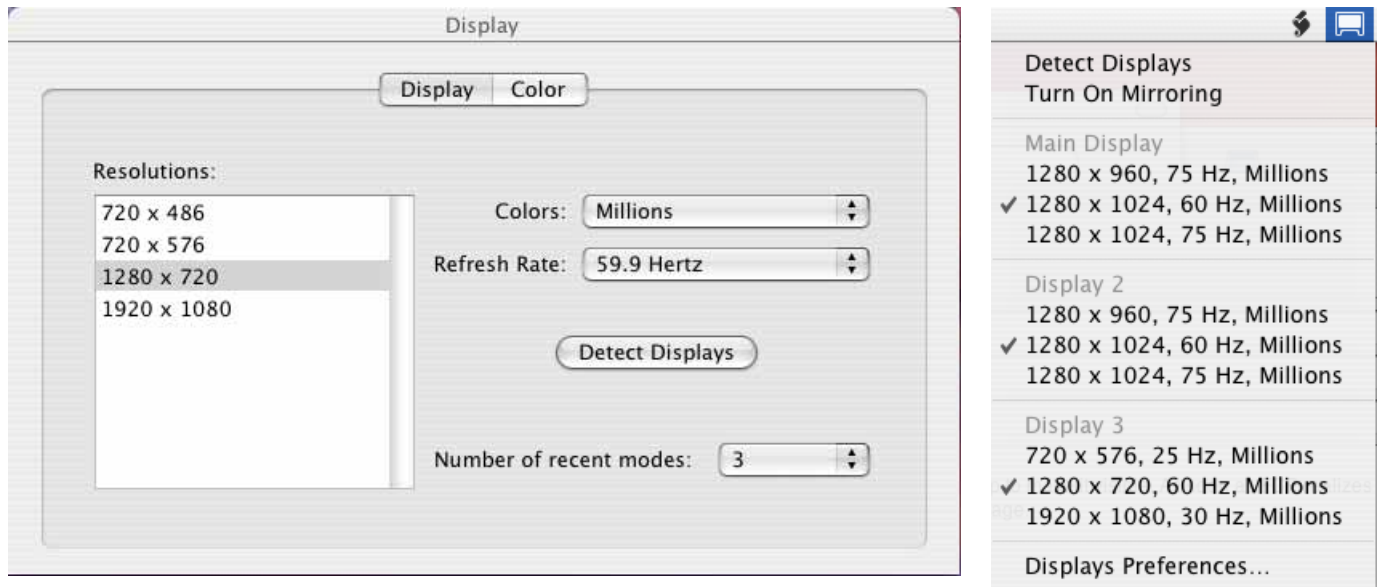 Display
Display Color
Resolutions:
720 x 486
720 x 576
1280 x 720
1920 x 1080
Colors: Millions
Refresh Rate: 59.9 Hertz
Detect Displays
Number of recent modes: 3
Detect Displays
Turn On Mirroring
Main Display
1280 x 960, 75 Hz, Millions
✓ 1280 x 1024, 60 Hz, Millions
1280 x 1024, 75 Hz, Millions
Display 2
1280 x 960, 75 Hz, Millions
✓ 1280 x 1024, 60 Hz, Millions
1280 x 1024, 75 Hz, Millions
Display 3
720 x 576, 25 Hz, Millions
✓ 1280 x 720, 60 Hz, Millions
1920 x 1080, 30 Hz, Millions
Displays Preferences...